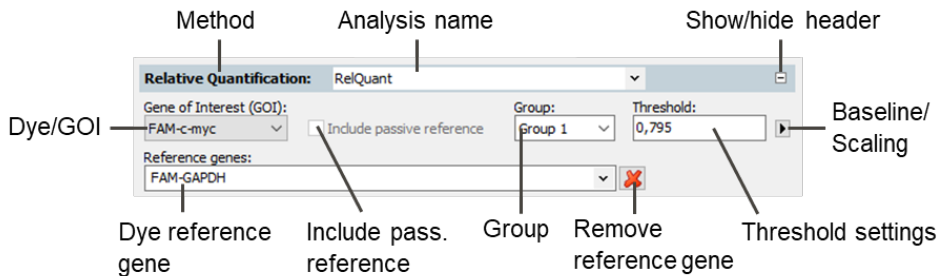 Method
Analysis name
Show/hide header
Relative Quantification:
RelQuant
Gene of Interest (GOI):
Group:
Threshold:
Dye/GOI
FAM-c-myc
Include passive reference
Group 1
0,795
Baseline/
Scaling
Reference genes:
FAM-GAPDH
Dye reference
gene
Include pass.
reference
Group
Remove
reference gene
Threshold settings